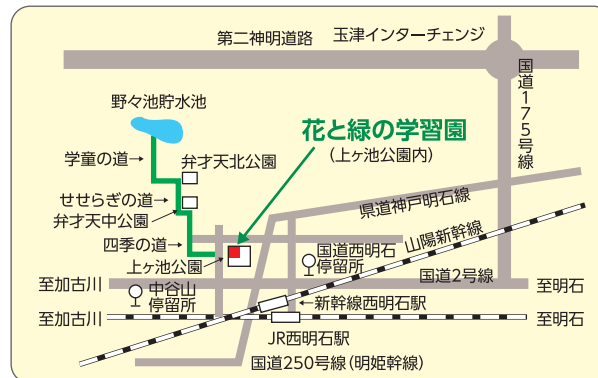 第二神明道路
玉津インターチェンジ
国道175号線
野々池貯水池
花と緑の学習園
(上ヶ池公園内)
学童の道→
弁才天北公園
せせらぎの道→
弁才天中公園
県道神戸明石線
山陽新幹線
四季の道→
上ヶ池公園
国道西明石
停留所
国道2号線
至加古川
中谷山
停留所
至明石
←新幹線西明石駅
至加古川
至明石
JR西明石駅
国道250号線(明姫幹線)